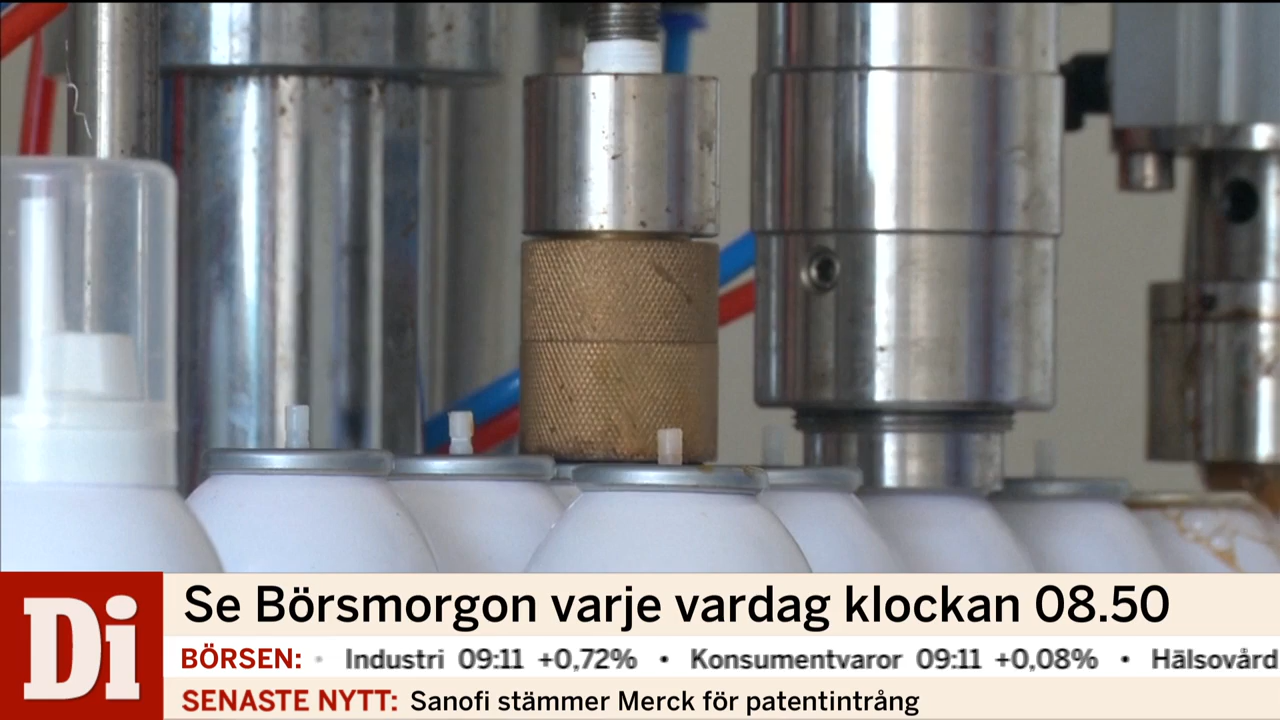 Se Börsmorgon varje vardag klockan 08.50
Di
BÖRSEN: • Industri 09:11 +0,72% • Konsumentvaror 09:11 +0,08% • Hälsovård
SENASTE NYTT: Sanofi stämmer Merck för patentintrång